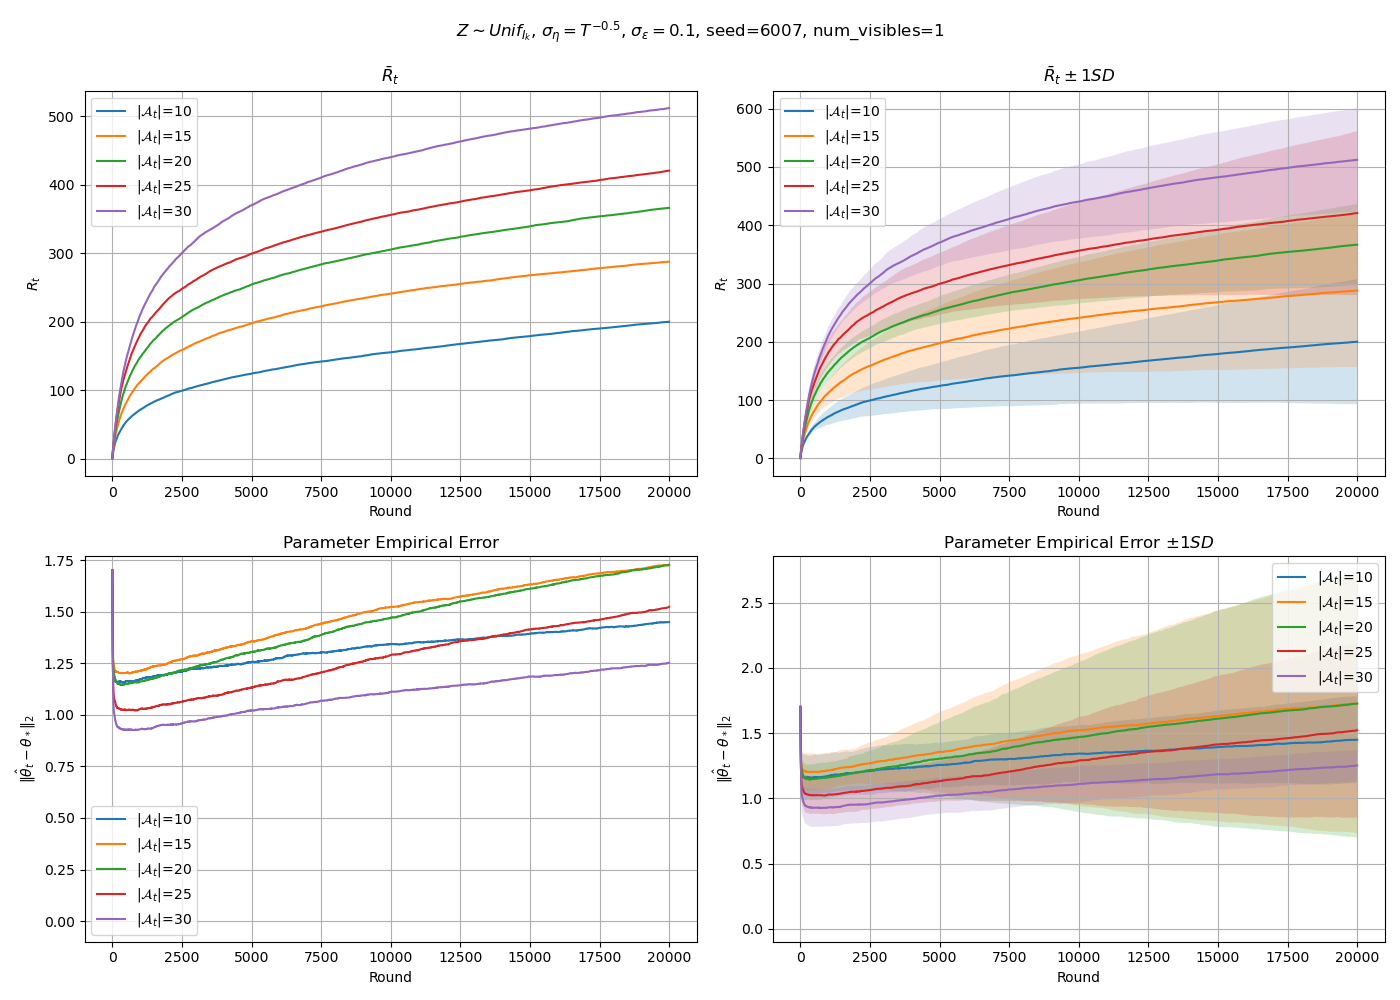 Z ∼ Unif_{I_k}, σ_η = T^{−0.5}, σ_ε = 0.1, seed=6007, num_visibles=1
R̄_t
R_t
500
400
300
200
100
0
|𝒜_t|=10
|𝒜_t|=15
|𝒜_t|=20
|𝒜_t|=25
|𝒜_t|=30
0 2500 5000 7500 10000 12500 15000 17500 20000
Round
R̄_t ± 1SD
R_t
600
500
400
300
200
100
0
|𝒜_t|=10
|𝒜_t|=15
|𝒜_t|=20
|𝒜_t|=25
|𝒜_t|=30
0 2500 5000 7500 10000 12500 15000 17500 20000
Round
Parameter Empirical Error
‖θ̂_t − θ_*‖_2
1.75
1.50
1.25
1.00
0.75
0.50
0.25
0.00
|𝒜_t|=10
|𝒜_t|=15
|𝒜_t|=20
|𝒜_t|=25
|𝒜_t|=30
0 2500 5000 7500 10000 12500 15000 17500 20000
Round
Parameter Empirical Error ±1SD
‖θ̂_t − θ_*‖_2
2.5
2.0
1.5
1.0
0.5
0.0
|𝒜_t|=10
|𝒜_t|=15
|𝒜_t|=20
|𝒜_t|=25
|𝒜_t|=30
0 2500 5000 7500 10000 12500 15000 17500 20000
Round